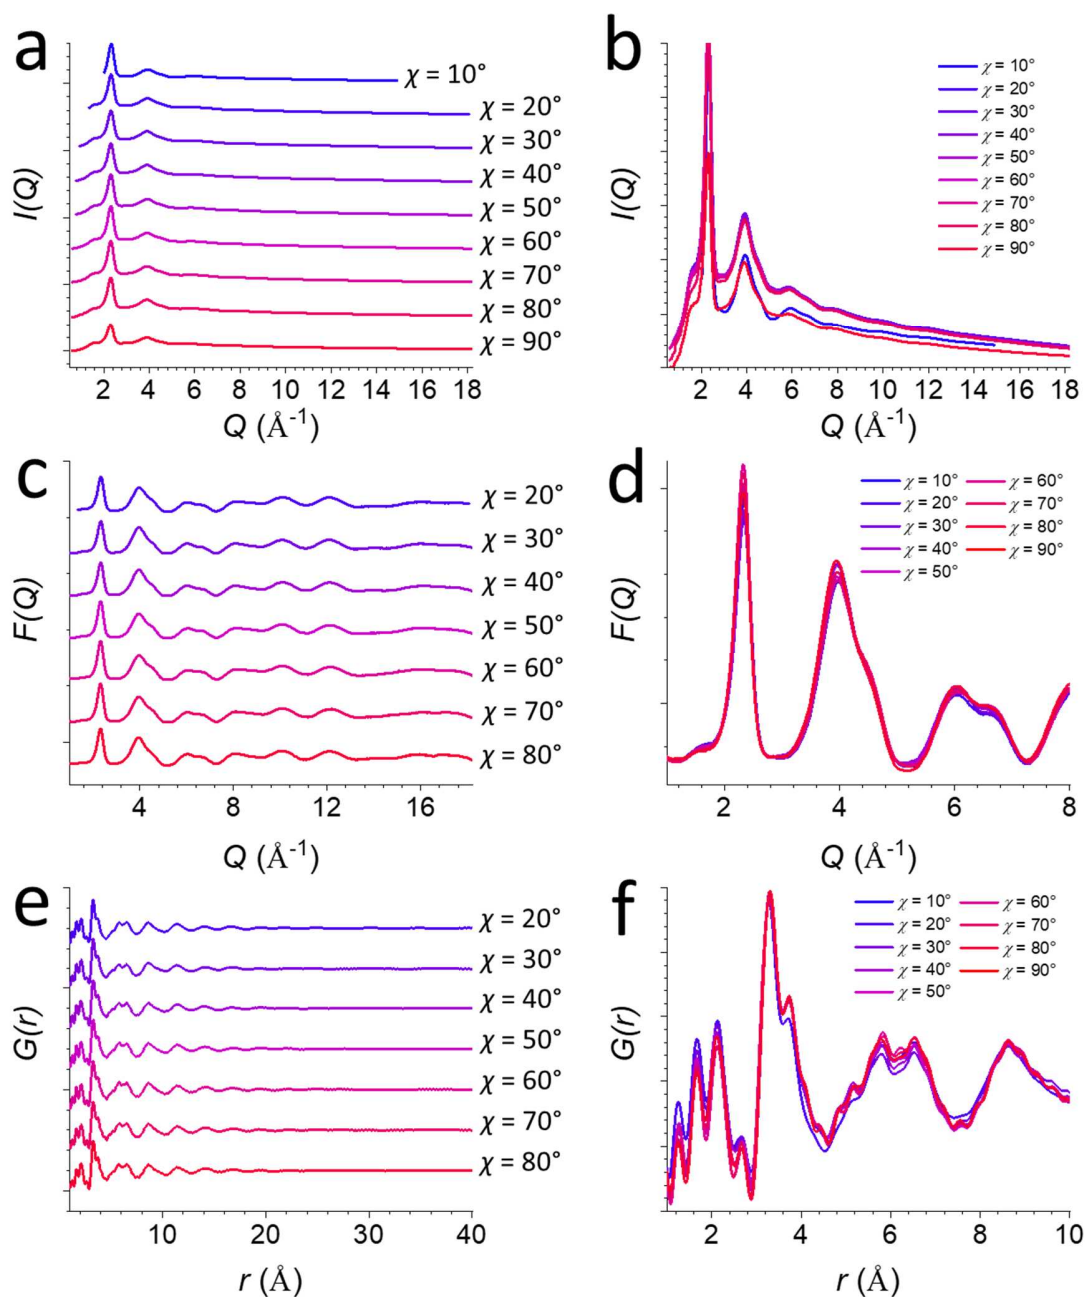 a
I(Q)
χ = 10°
χ = 20°
χ = 30°
χ = 40°
χ = 50°
χ = 60°
χ = 70°
χ = 80°
χ = 90°
2 4 6 8 10 12 14 16 18
Q (Å-1)
b
I(Q)
χ = 10°
χ = 20°
χ = 30°
χ = 40°
χ = 50°
χ = 60°
χ = 70°
χ = 80°
χ = 90°
2 4 6 8 10 12 14 16 18
Q (Å-1)
c
F(Q)
χ = 20°
χ = 30°
χ = 40°
χ = 50°
χ = 60°
χ = 70°
χ = 80°
4 8 12 16
Q (Å-1)
d
F(Q)
χ = 10° χ = 60°
χ = 20° χ = 70°
χ = 30° χ = 80°
χ = 40° χ = 90°
χ = 50°
2 4 6 8
Q (Å-1)
e
G(r)
χ = 20°
χ = 30°
χ = 40°
χ = 50°
χ = 60°
χ = 70°
χ = 80°
10 20 30 40
r (Å)
f
G(r)
χ = 10° χ = 60°
χ = 20° χ = 70°
χ = 30° χ = 80°
χ = 40° χ = 90°
χ = 50°
2 4 6 8 10
r (Å)